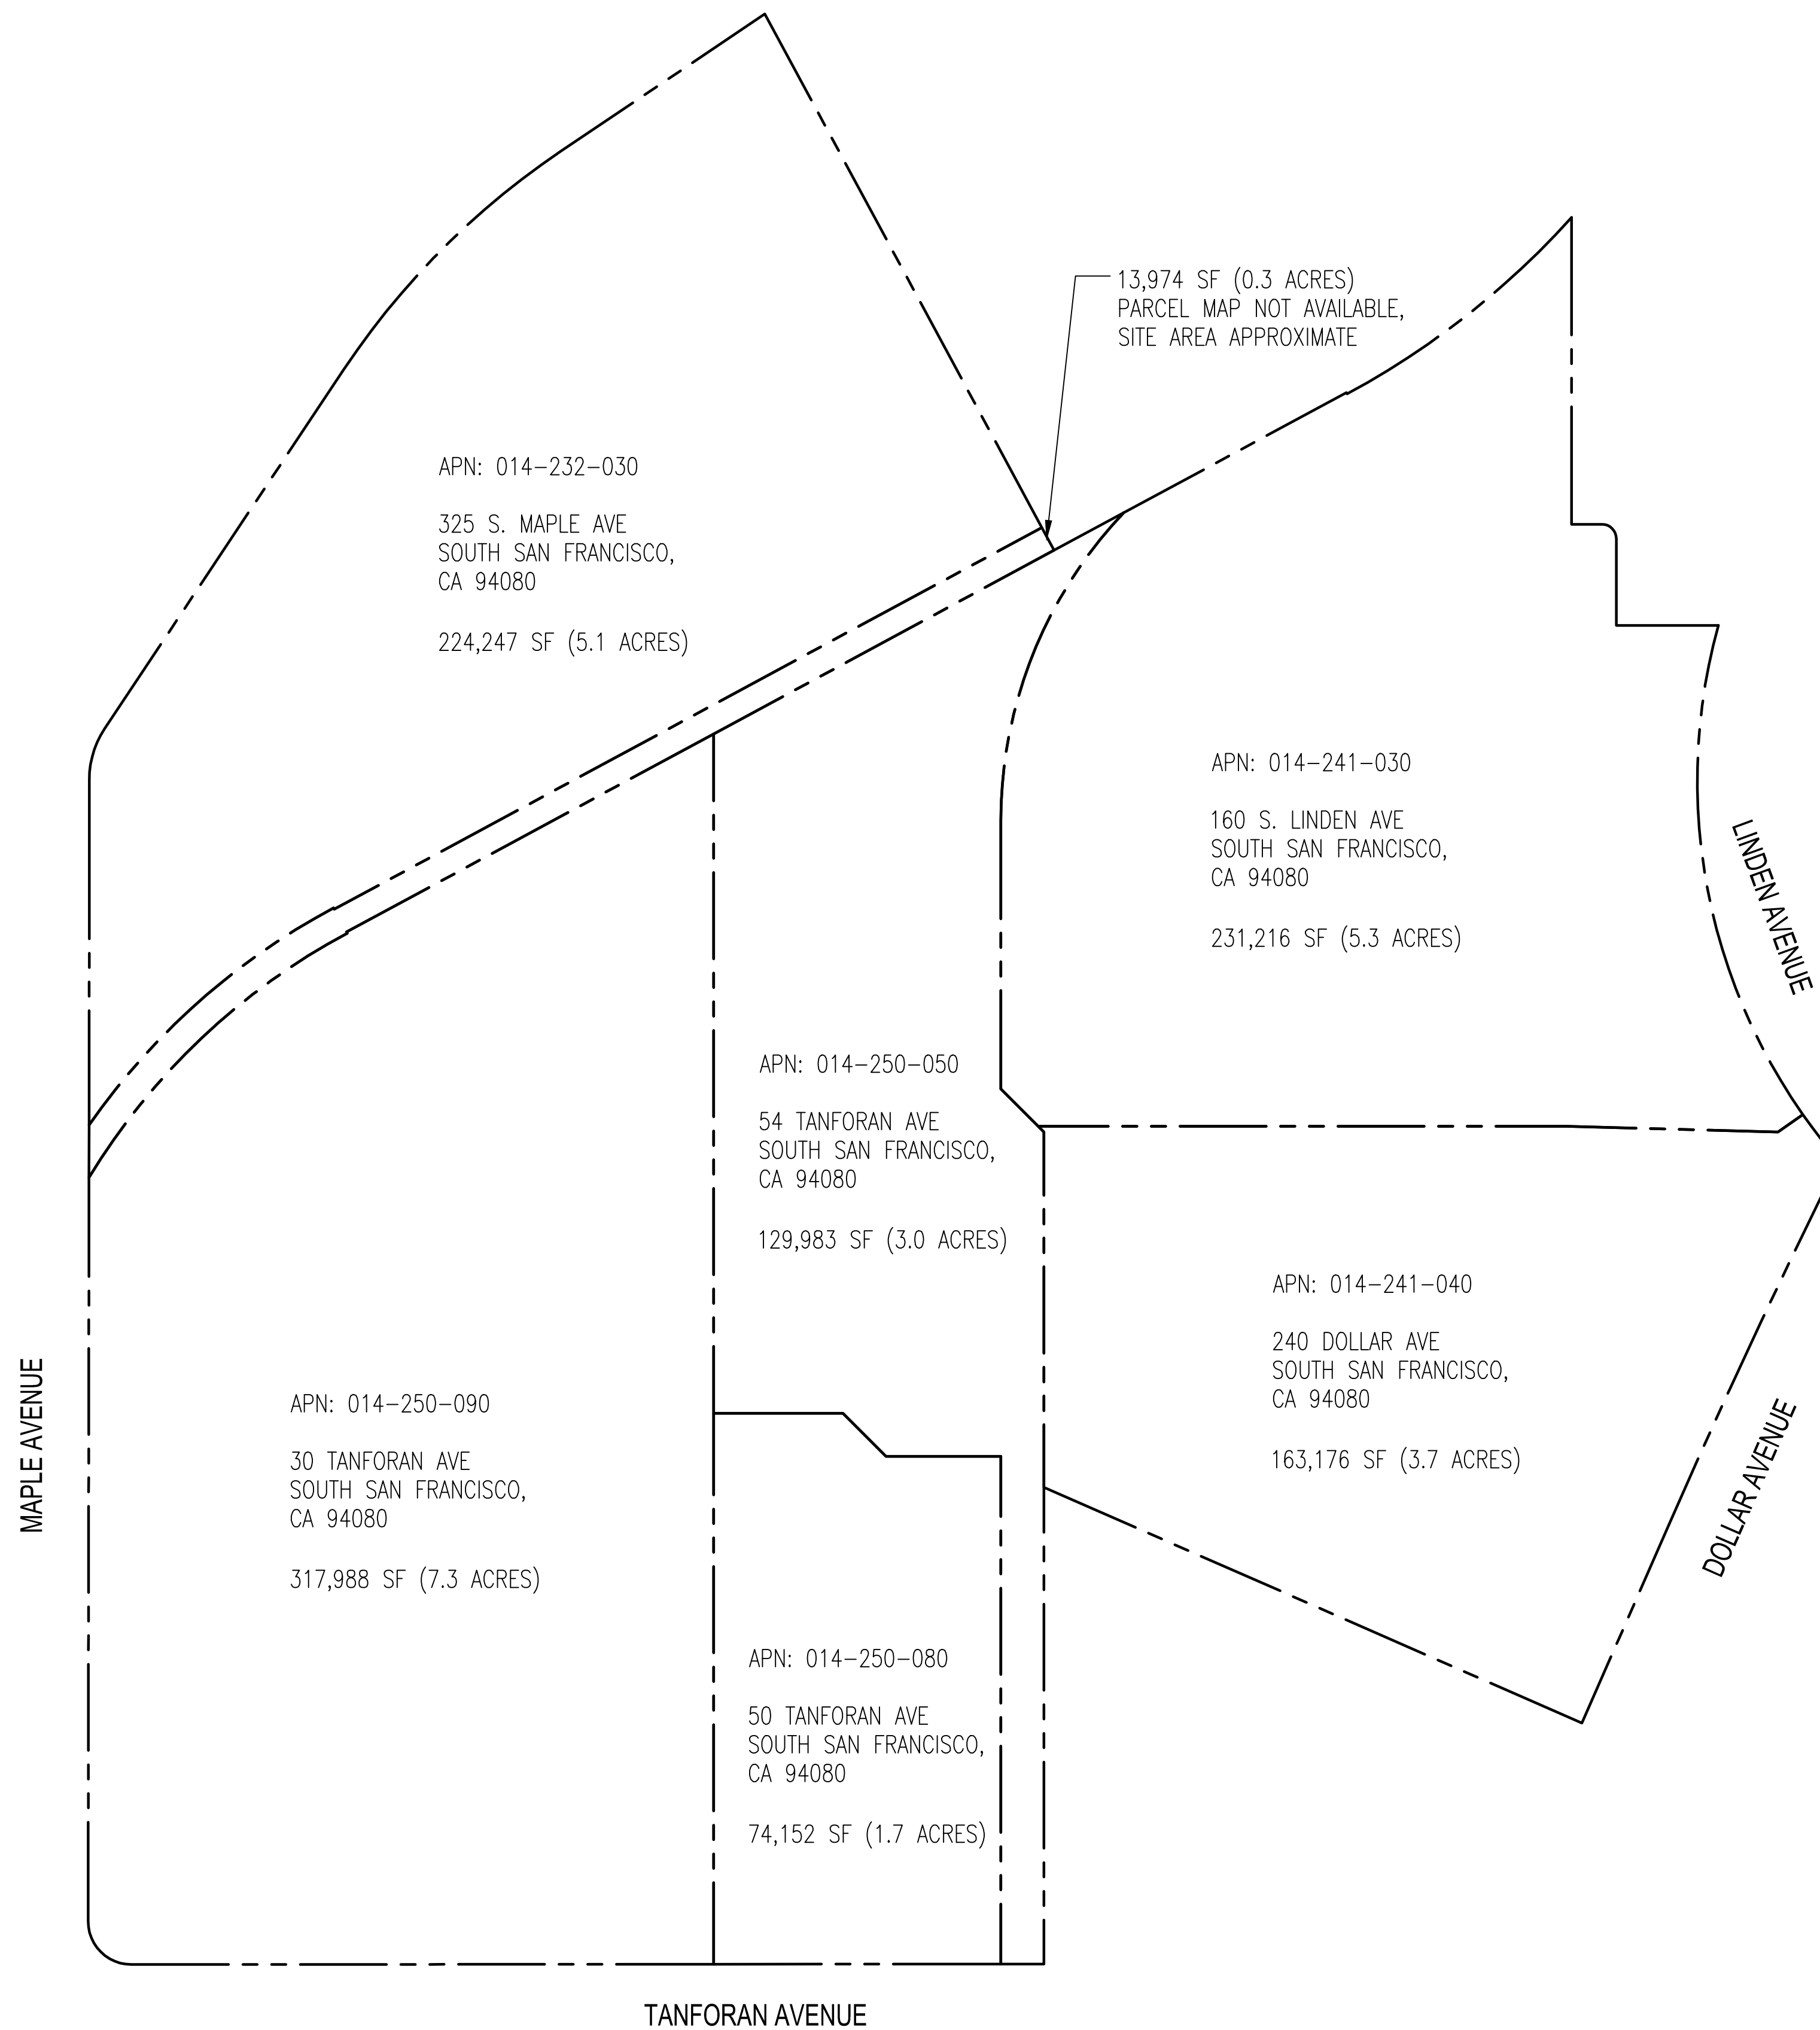 13,974 SF (0.3 ACRES)
PARCEL MAP NOT AVAILABLE,
SITE AREA APPROXIMATE
APN: 014-232-030
325 S. MAPLE AVE
SOUTH SAN FRANCISCO,
CA 94080
224,247 SF (5.1 ACRES)
APN: 014-241-030
160 S. LINDEN AVE
SOUTH SAN FRANCISCO,
CA 94080
231,216 SF (5.3 ACRES)
LINDEN AVENUE
APN: 014-250-050
54 TANFORAN AVE
SOUTH SAN FRANCISCO,
CA 94080
129,983 SF (3.0 ACRES)
APN: 014-241-040
240 DOLLAR AVE
SOUTH SAN FRANCISCO,
CA 94080
163,176 SF (3.7 ACRES)
DOLLAR AVENUE
MAPLE AVENUE
APN: 014-250-090
30 TANFORAN AVE
SOUTH SAN FRANCISCO,
CA 94080
317,988 SF (7.3 ACRES)
APN: 014-250-080
50 TANFORAN AVE
SOUTH SAN FRANCISCO,
CA 94080
74,152 SF (1.7 ACRES)
TANFORAN AVENUE